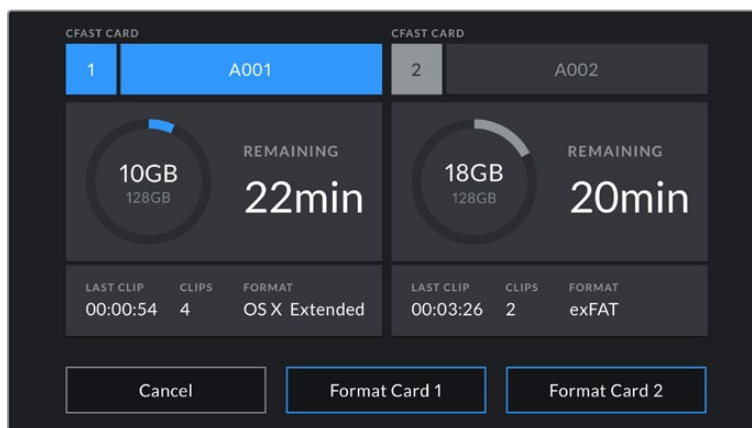 CFAST CARD
1 A001
10GB
128GB
REMAINING
22min
LAST CLIP CLIPS FORMAT
00:00:54 4 OS X Extended
CFAST CARD
2 A002
18GB
128GB
REMAINING
20min
LAST CLIP CLIPS FORMAT
00:03:26 2 exFAT
Cancel Format Card 1 Format Card 2